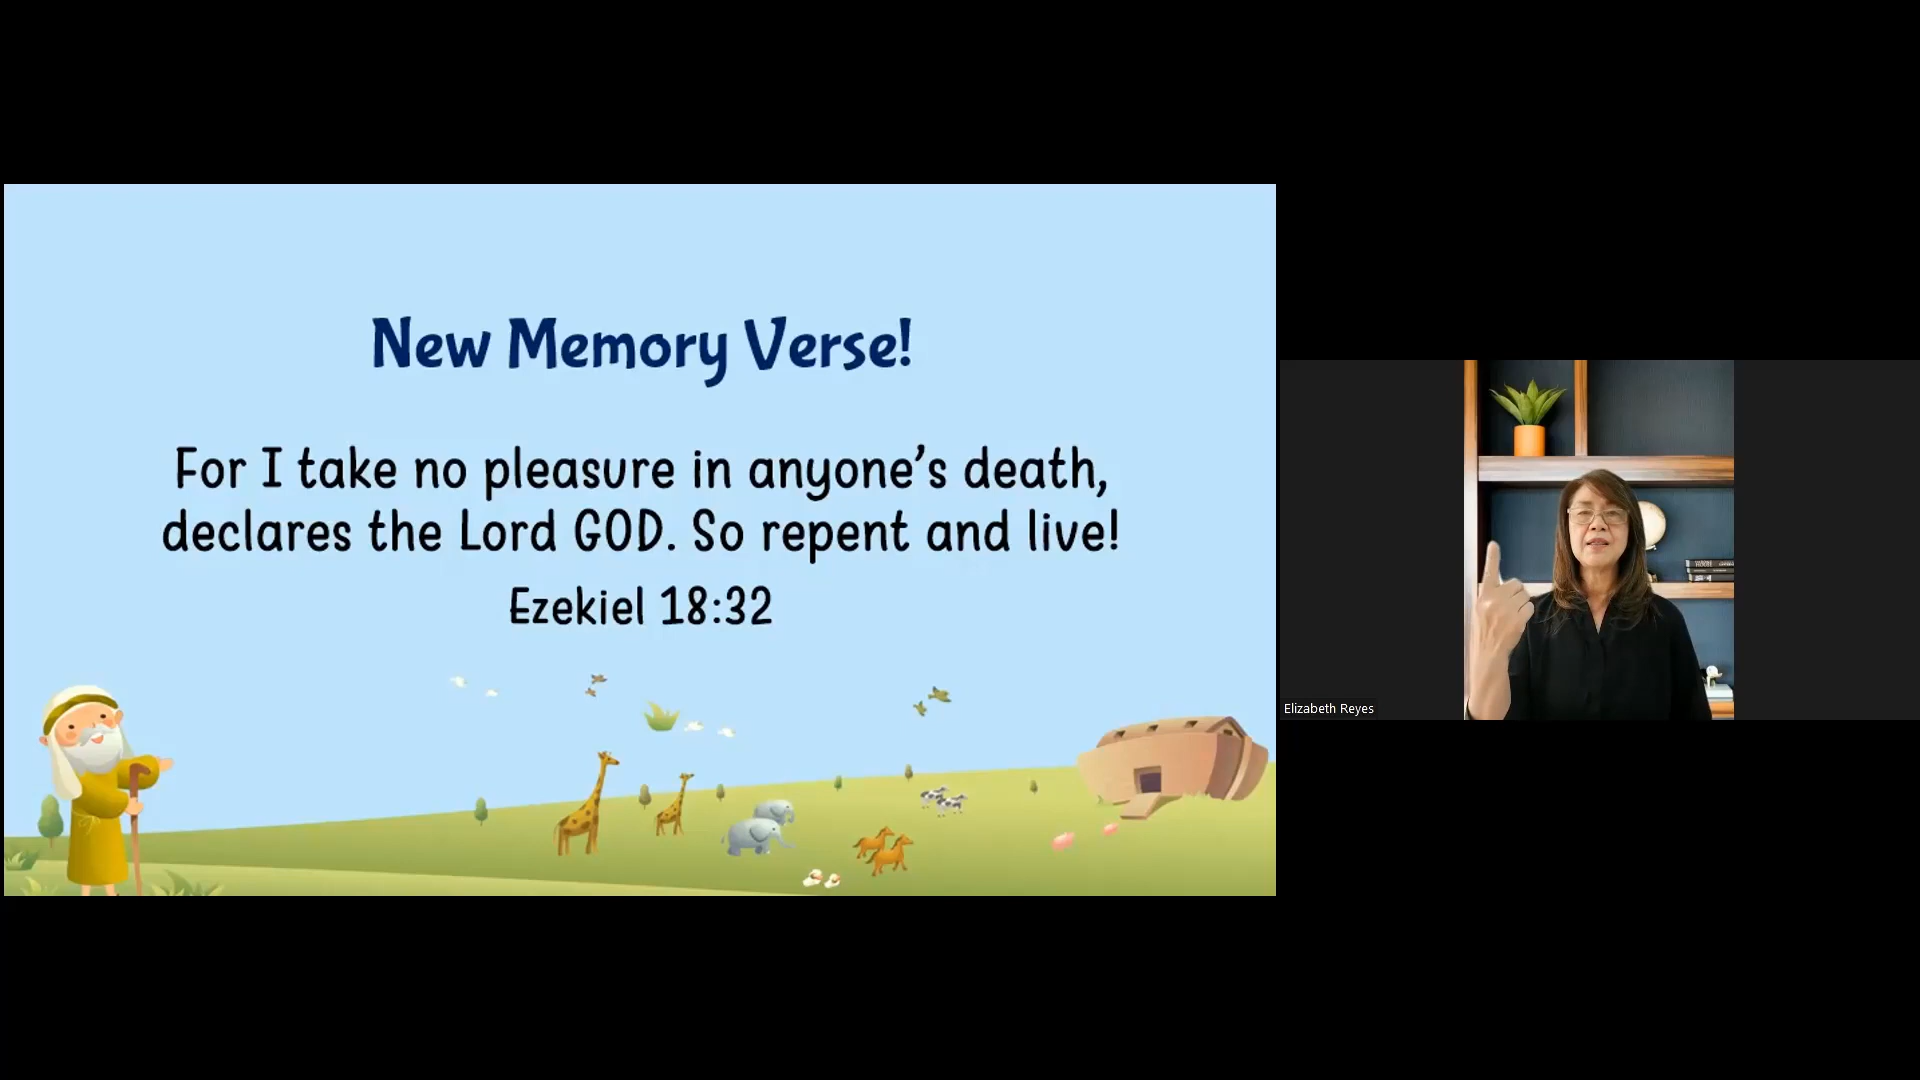 New Memory Verse!
For I take no pleasure in anyone’s death,
declares the Lord GOD. So repent and live!
Ezekiel 18:32
Elizabeth Reyes